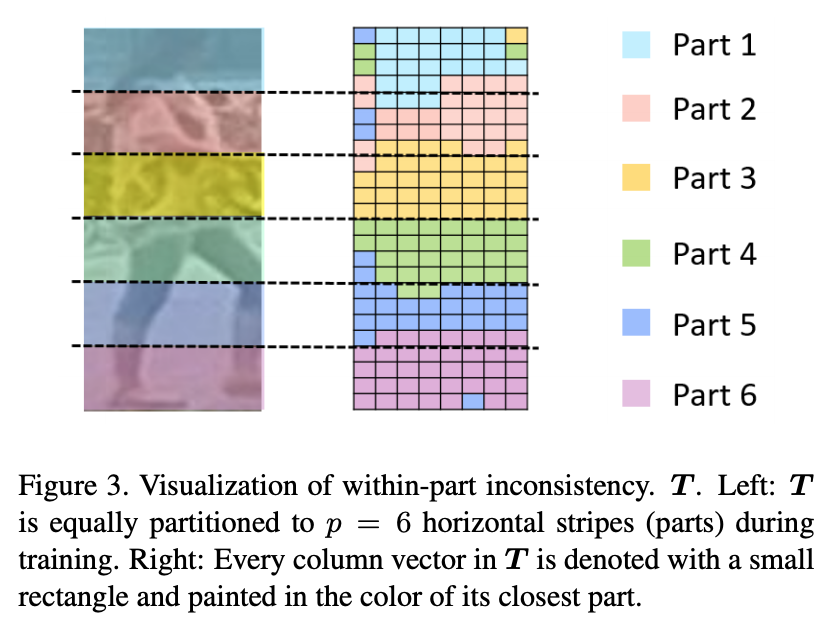 Part 1
Part 2
Part 3
Part 4
Part 5
Part 6
Figure 3. Visualization of within-part inconsistency. T. Left: T
is equally partitioned to p = 6 horizontal stripes (parts) during
training. Right: Every column vector in T is denoted with a small
rectangle and painted in the color of its closest part.